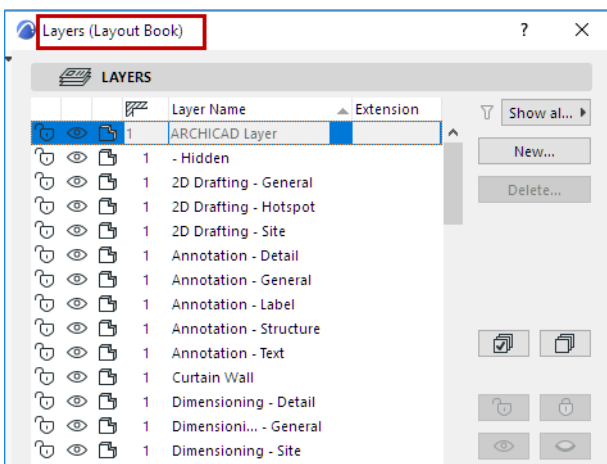 Layers (Layout Book) ?
LAYERS
Layer Name Extension Show al...
1 ARCHICAD Layer
1 - Hidden New...
1 2D Drafting - General Delete...
1 2D Drafting - Hotspot
1 2D Drafting - Site
1 Annotation - Detail
1 Annotation - General
1 Annotation - Label
1 Annotation - Structure
1 Annotation - Text
1 Curtain Wall
1 Dimensioning - Detail
1 Dimensioni... - General
1 Dimensioning - Site